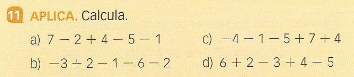 11 APLICA. Calcula.
a) 7 − 2 + 4 − 5 − 1
c) −4 − 1 − 5 + 7 + 4
b) −3 + 2 − 1 − 6 − 2
d) 6 + 2 − 3 + 4 − 5